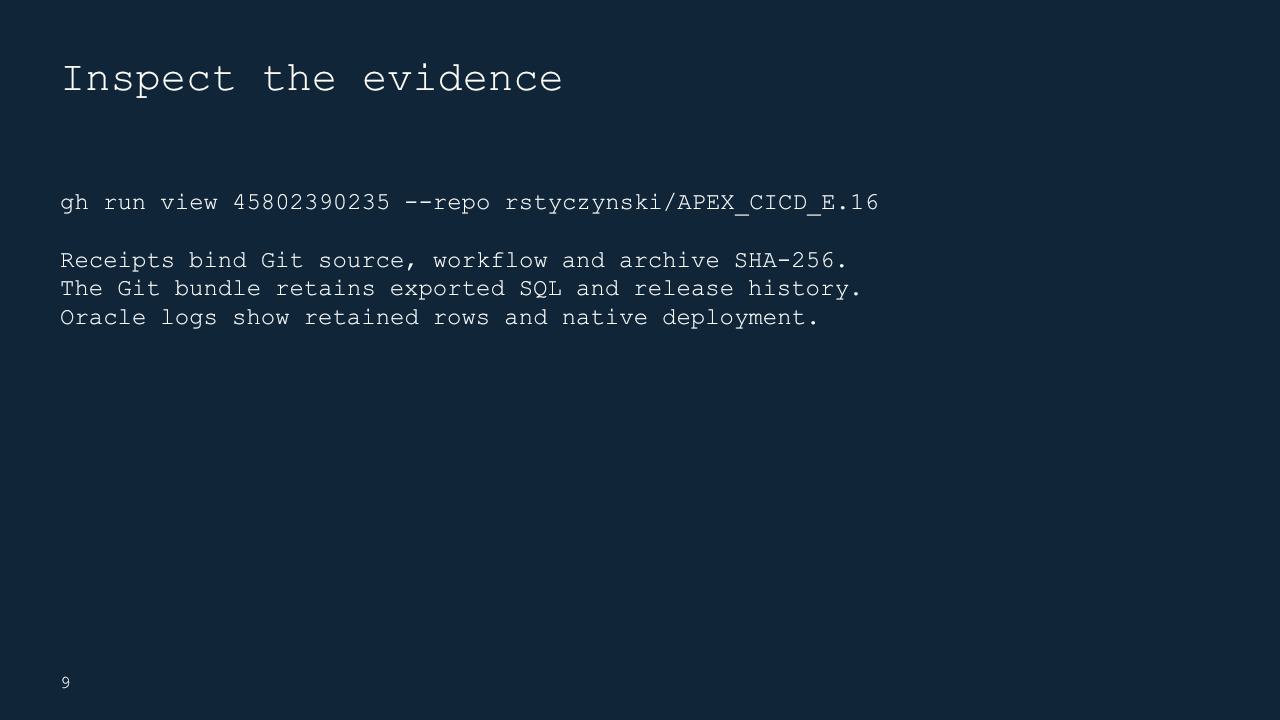 Inspect the evidence
gh run view 45802390235 --repo rstyczynski/APEX_CICD_E.16
Receipts bind Git source, workflow and archive SHA-256.
The Git bundle retains exported SQL and release history.
Oracle logs show retained rows and native deployment.
9